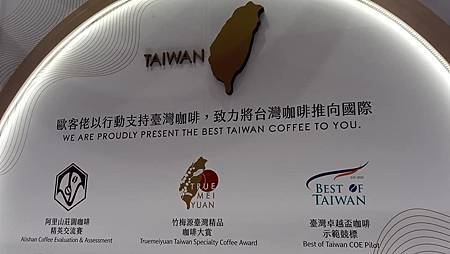 TAIWAN
歐客佬以行動支持臺灣咖啡，致力將台灣咖啡推向國際
WE ARE PROUDLY PRESENT THE BEST TAIWAN COFFEE TO YOU.
阿里山莊園咖啡
精英交流賽
Alishan Coffee Evaluation & Assessment
TRUE
MEI
YUAN
竹梅源臺灣精品
咖啡大賞
Truemeiyuan Taiwan Specialty Coffee Award
BEST OF
TAIWAN
臺灣卓越盃咖啡
示範競標
Best of Taiwan COE Pilot